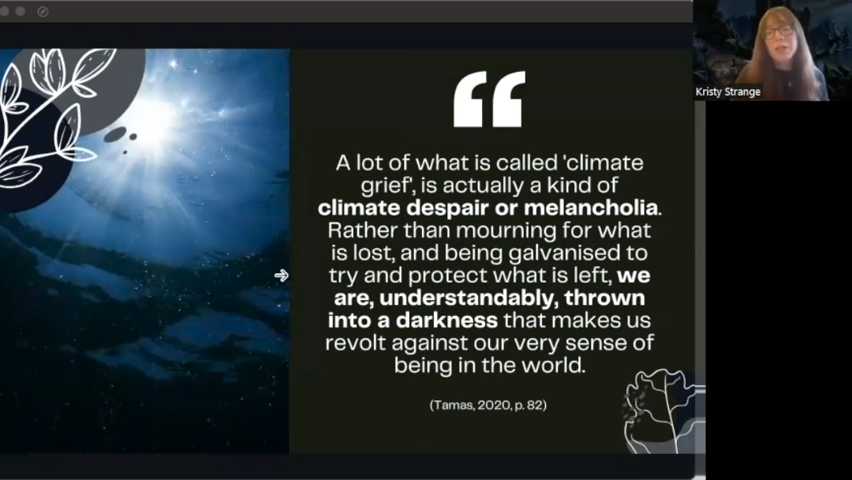 A lot of what is called 'climate
grief', is actually a kind of
climate despair or melancholia.
Rather than mourning for what
is lost, and being galvanised to
try and protect what is left, we
are, understandably, thrown
into a darkness that makes us
revolt against our very sense of
being in the world.
(Tamas, 2020, p. 82)
Kristy Strange